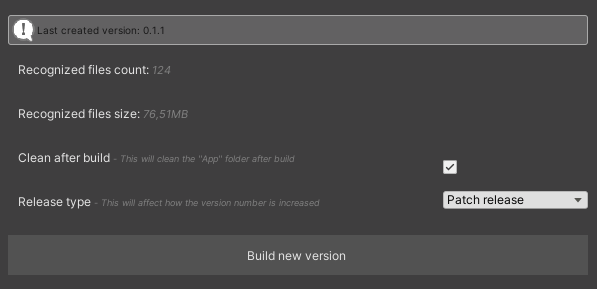 Last created version: 0.1.1
Recognized files count: 124
Recognized files size: 76,51MB
Clean after build - This will clean the "App" folder after build
Release type - This will affect how the version number is increased
Patch release
Build new version